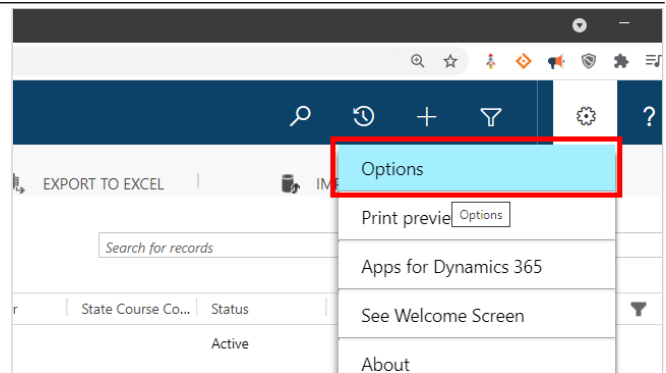 ?
Options
EXPORT TO EXCEL
Print previe
Options
Search for records
Apps for Dynamics 365
State Course Co...
Status
See Welcome Screen
Active
About